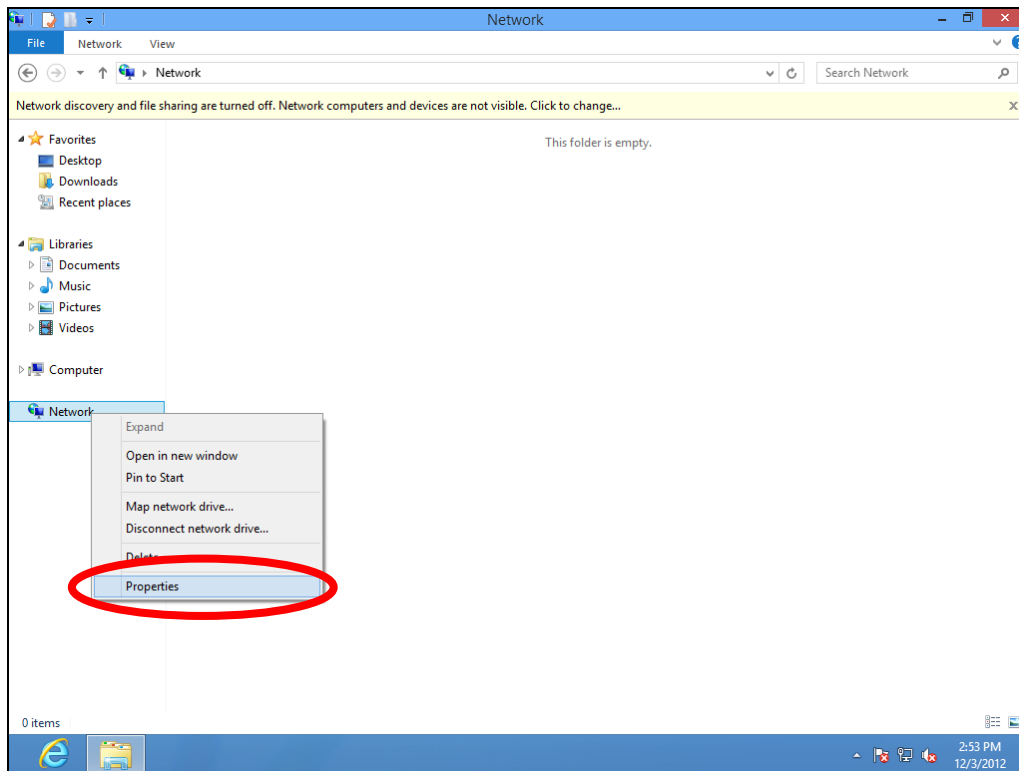 Network
File Network View
Network
Search Network
Network discovery and file sharing are turned off. Network computers and devices are not visible. Click to change...
x
This folder is empty.
Favorites
Desktop
Downloads
Recent places
Libraries
Documents
Music
Pictures
Videos
Computer
Network
Expand
Open in new window
Pin to Start
Map network drive...
Disconnect network drive...
Delete
Properties
0 items
2:53 PM
12/3/2012